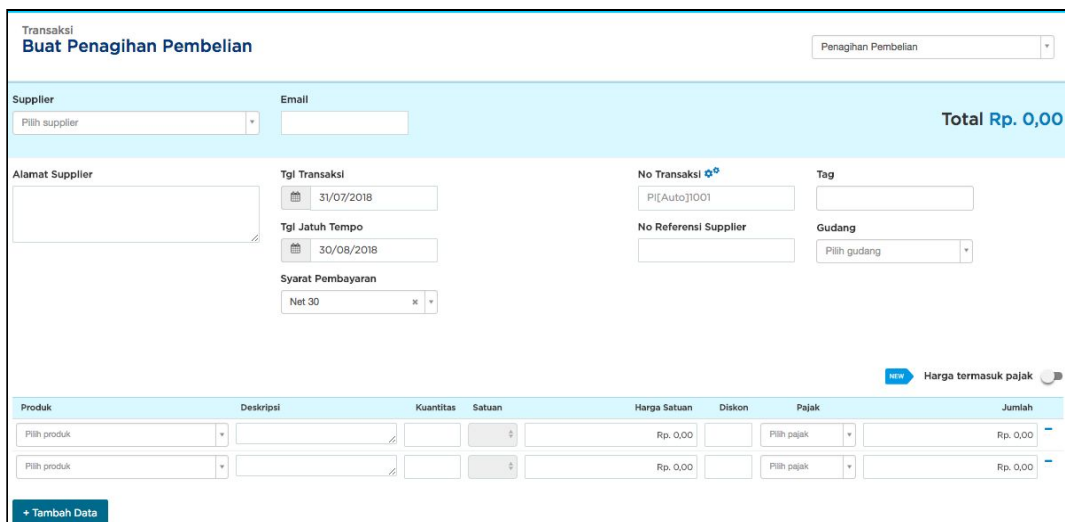 Transaksi
Buat Penagihan Pembelian
Penagihan Pembelian
Supplier
Email
Pilih supplier
Total Rp. 0,00
Alamat Supplier
Tgl Transaksi
No Transaksi
Tag
31/07/2018
PI[Auto]1001
Tgl Jatuh Tempo
No Referensi Supplier
Gudang
30/08/2018
Pilih gudang
Syarat Pembayaran
Net 30
NEW Harga termasuk pajak
Produk Deskripsi Kuantitas Satuan Harga Satuan Diskon Pajak Jumlah
Pilih produk Rp. 0,00 Pilih pajak Rp. 0,00
Pilih produk Rp. 0,00 Pilih pajak Rp. 0,00
+ Tambah Data